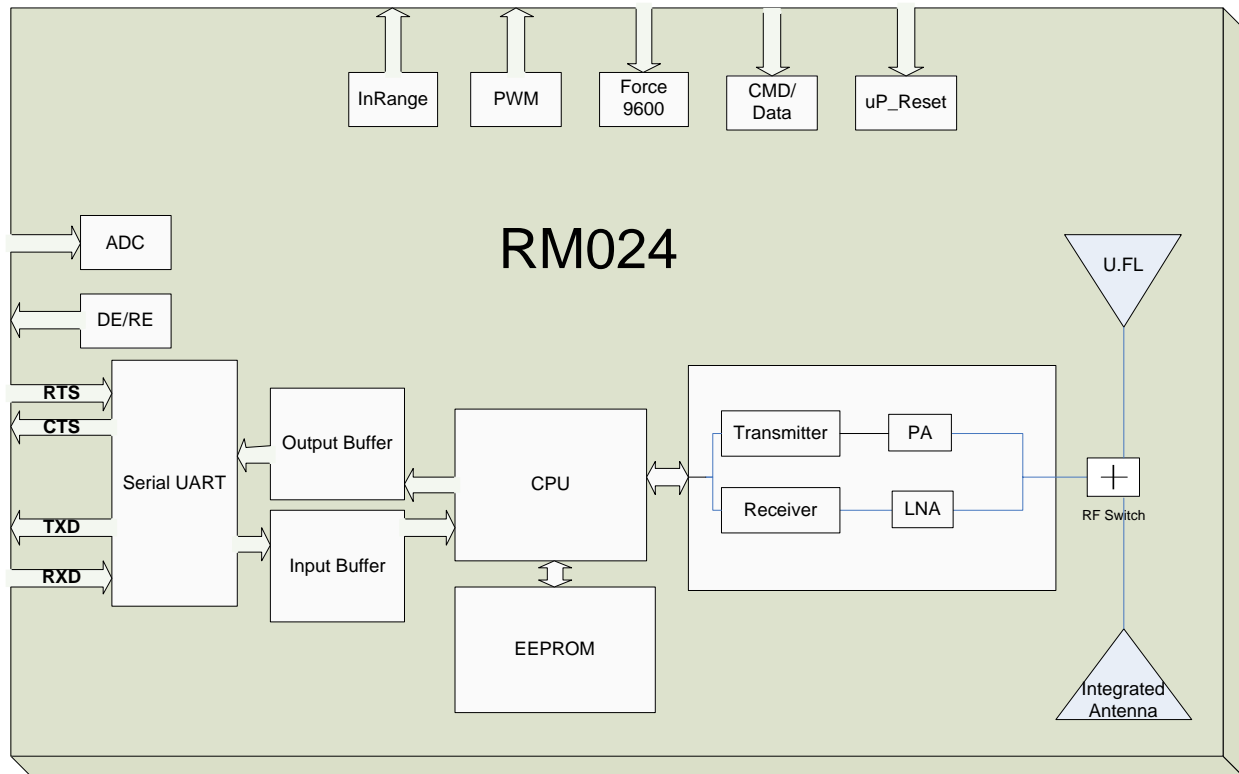 InRange
PWM
Force
9600
CMD/
Data
uP_Reset
ADC
RM024
U.FL
DE/RE
RTS
CTS
Output Buffer
Transmitter
PA
Serial UART
CPU
Receiver
LNA
RF Switch
TXD
Input Buffer
RXD
EEPROM
Integrated
Antenna